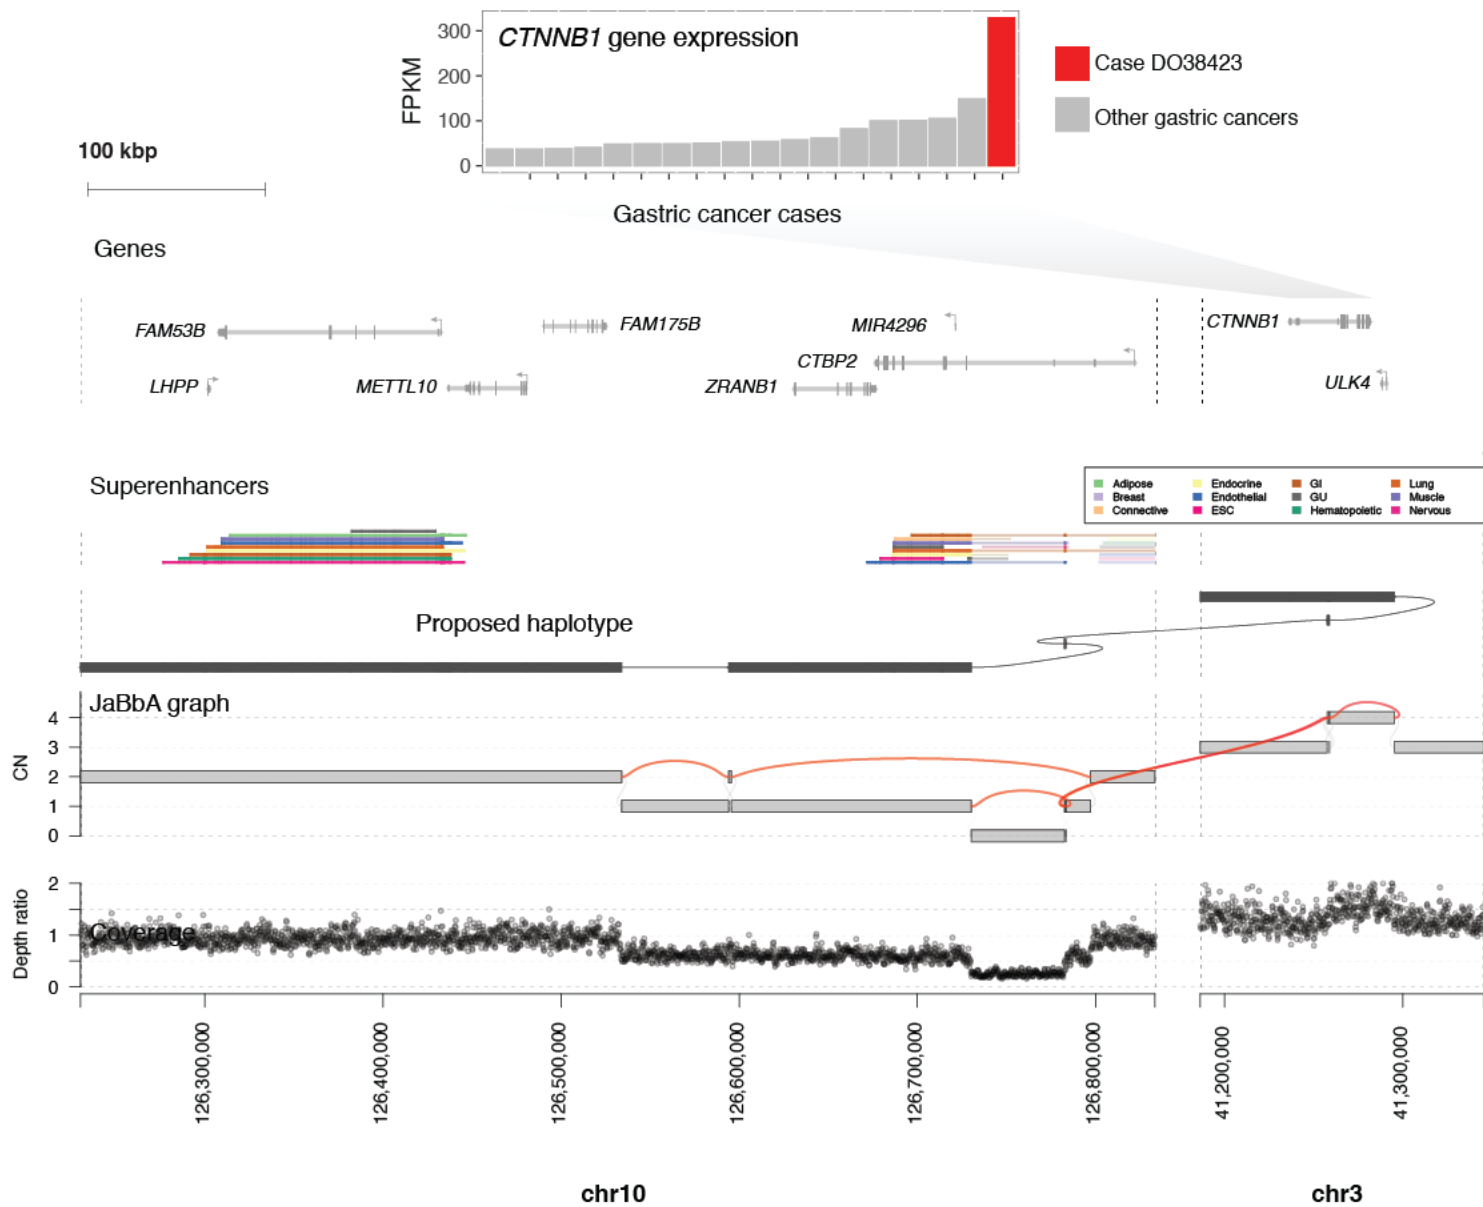 CTNNB1 gene expression
FPKM
300
200
100
0
Case DO38423
Other gastric cancers
Gastric cancer cases
100 kbp
Genes
FAM53B
FAM175B
MIR4296
CTNNB1
LHPP
METTL10
ZRANB1
CTBP2
ULK4
Superenhancers
Adipose
Endocrine
GI
Lung
Breast
Endothelial
GU
Muscle
Connective
ESC
Hematopoietic
Nervous
Proposed haplotype
JaBbA graph
CN
4
3
2
1
0
Coverage
Depth ratio
2
1
0
126,300,000
126,400,000
126,500,000
126,600,000
126,700,000
126,800,000
41,200,000
41,300,000
chr10
chr3